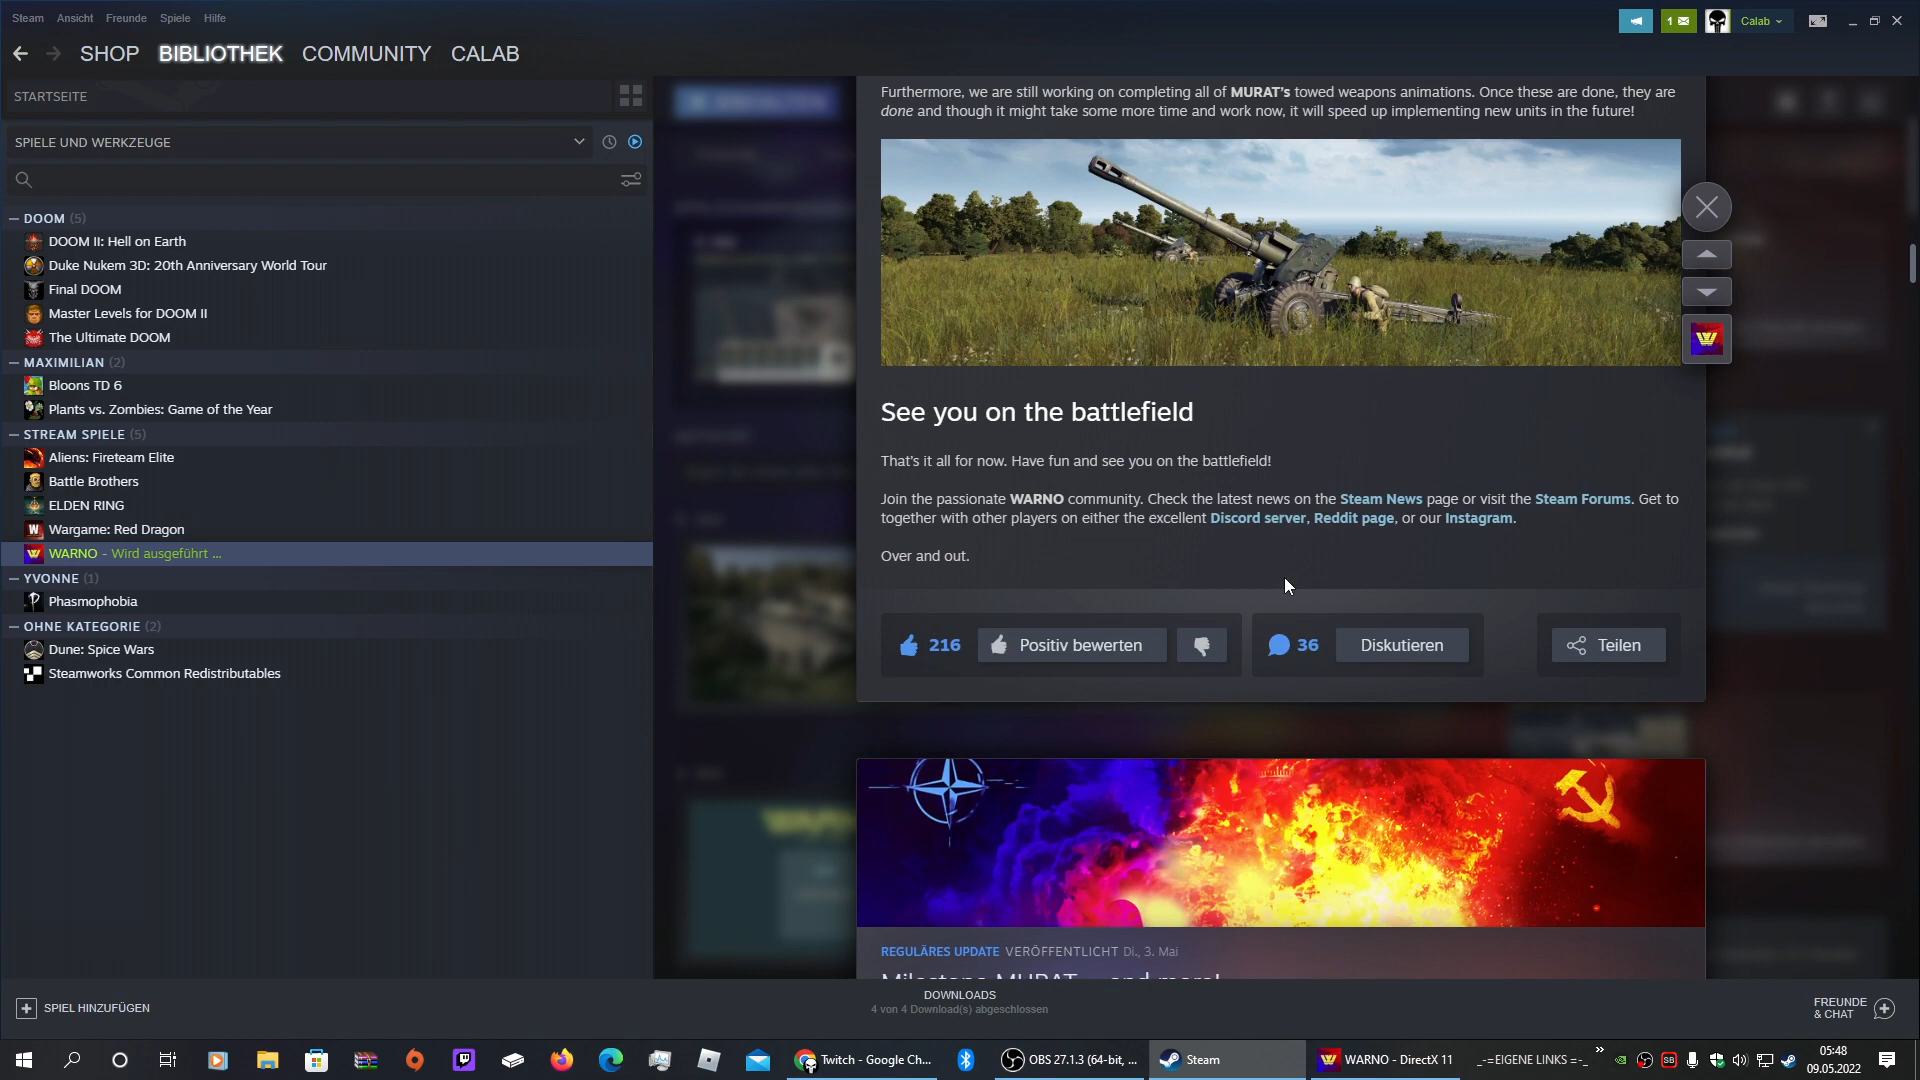 Steam Ansicht Freunde Spiele Hilfe
1
Calab
SHOP BIBLIOTHEK COMMUNITY CALAB
STARTSEITE
SPIELE UND WERKZEUGE
DOOM (5)
DOOM II: Hell on Earth
Duke Nukem 3D: 20th Anniversary World Tour
Final DOOM
Master Levels for DOOM II
The Ultimate DOOM
MAXIMILIAN (2)
Bloons TD 6
Plants vs. Zombies: Game of the Year
STREAM SPIELE (5)
Aliens: Fireteam Elite
Battle Brothers
ELDEN RING
Wargame: Red Dragon
WARNO - Wird ausgeführt ...
YVONNE (1)
Phasmophobia
OHNE KATEGORIE (2)
Dune: Spice Wars
Steamworks Common Redistributables
Furthermore, we are still working on completing all of MURAT's towed weapons animations. Once these are done, they are
done and though it might take some more time and work now, it will speed up implementing new units in the future!
See you on the battlefield
That's it all for now. Have fun and see you on the battlefield!
Join the passionate WARNO community. Check the latest news on the Steam News page or visit the Steam Forums. Get to
together with other players on either the excellent Discord server, Reddit page, or our Instagram.
Over and out.
216 Positiv bewerten
36 Diskutieren
Teilen
REGULÄRES UPDATE VERÖFFENTLICHT Di., 3. Mai
Milestone MURAT... and more!
SPIEL HINZUFÜGEN
DOWNLOADS
4 von 4 Download(s) abgeschlossen
FREUNDE
& CHAT
Twitch - Google Ch...
OBS 27.1.3 (64-bit, ...
Steam
WARNO - DirectX 11
_-=EIGENE LINKS =-_
05:48
09.05.2022